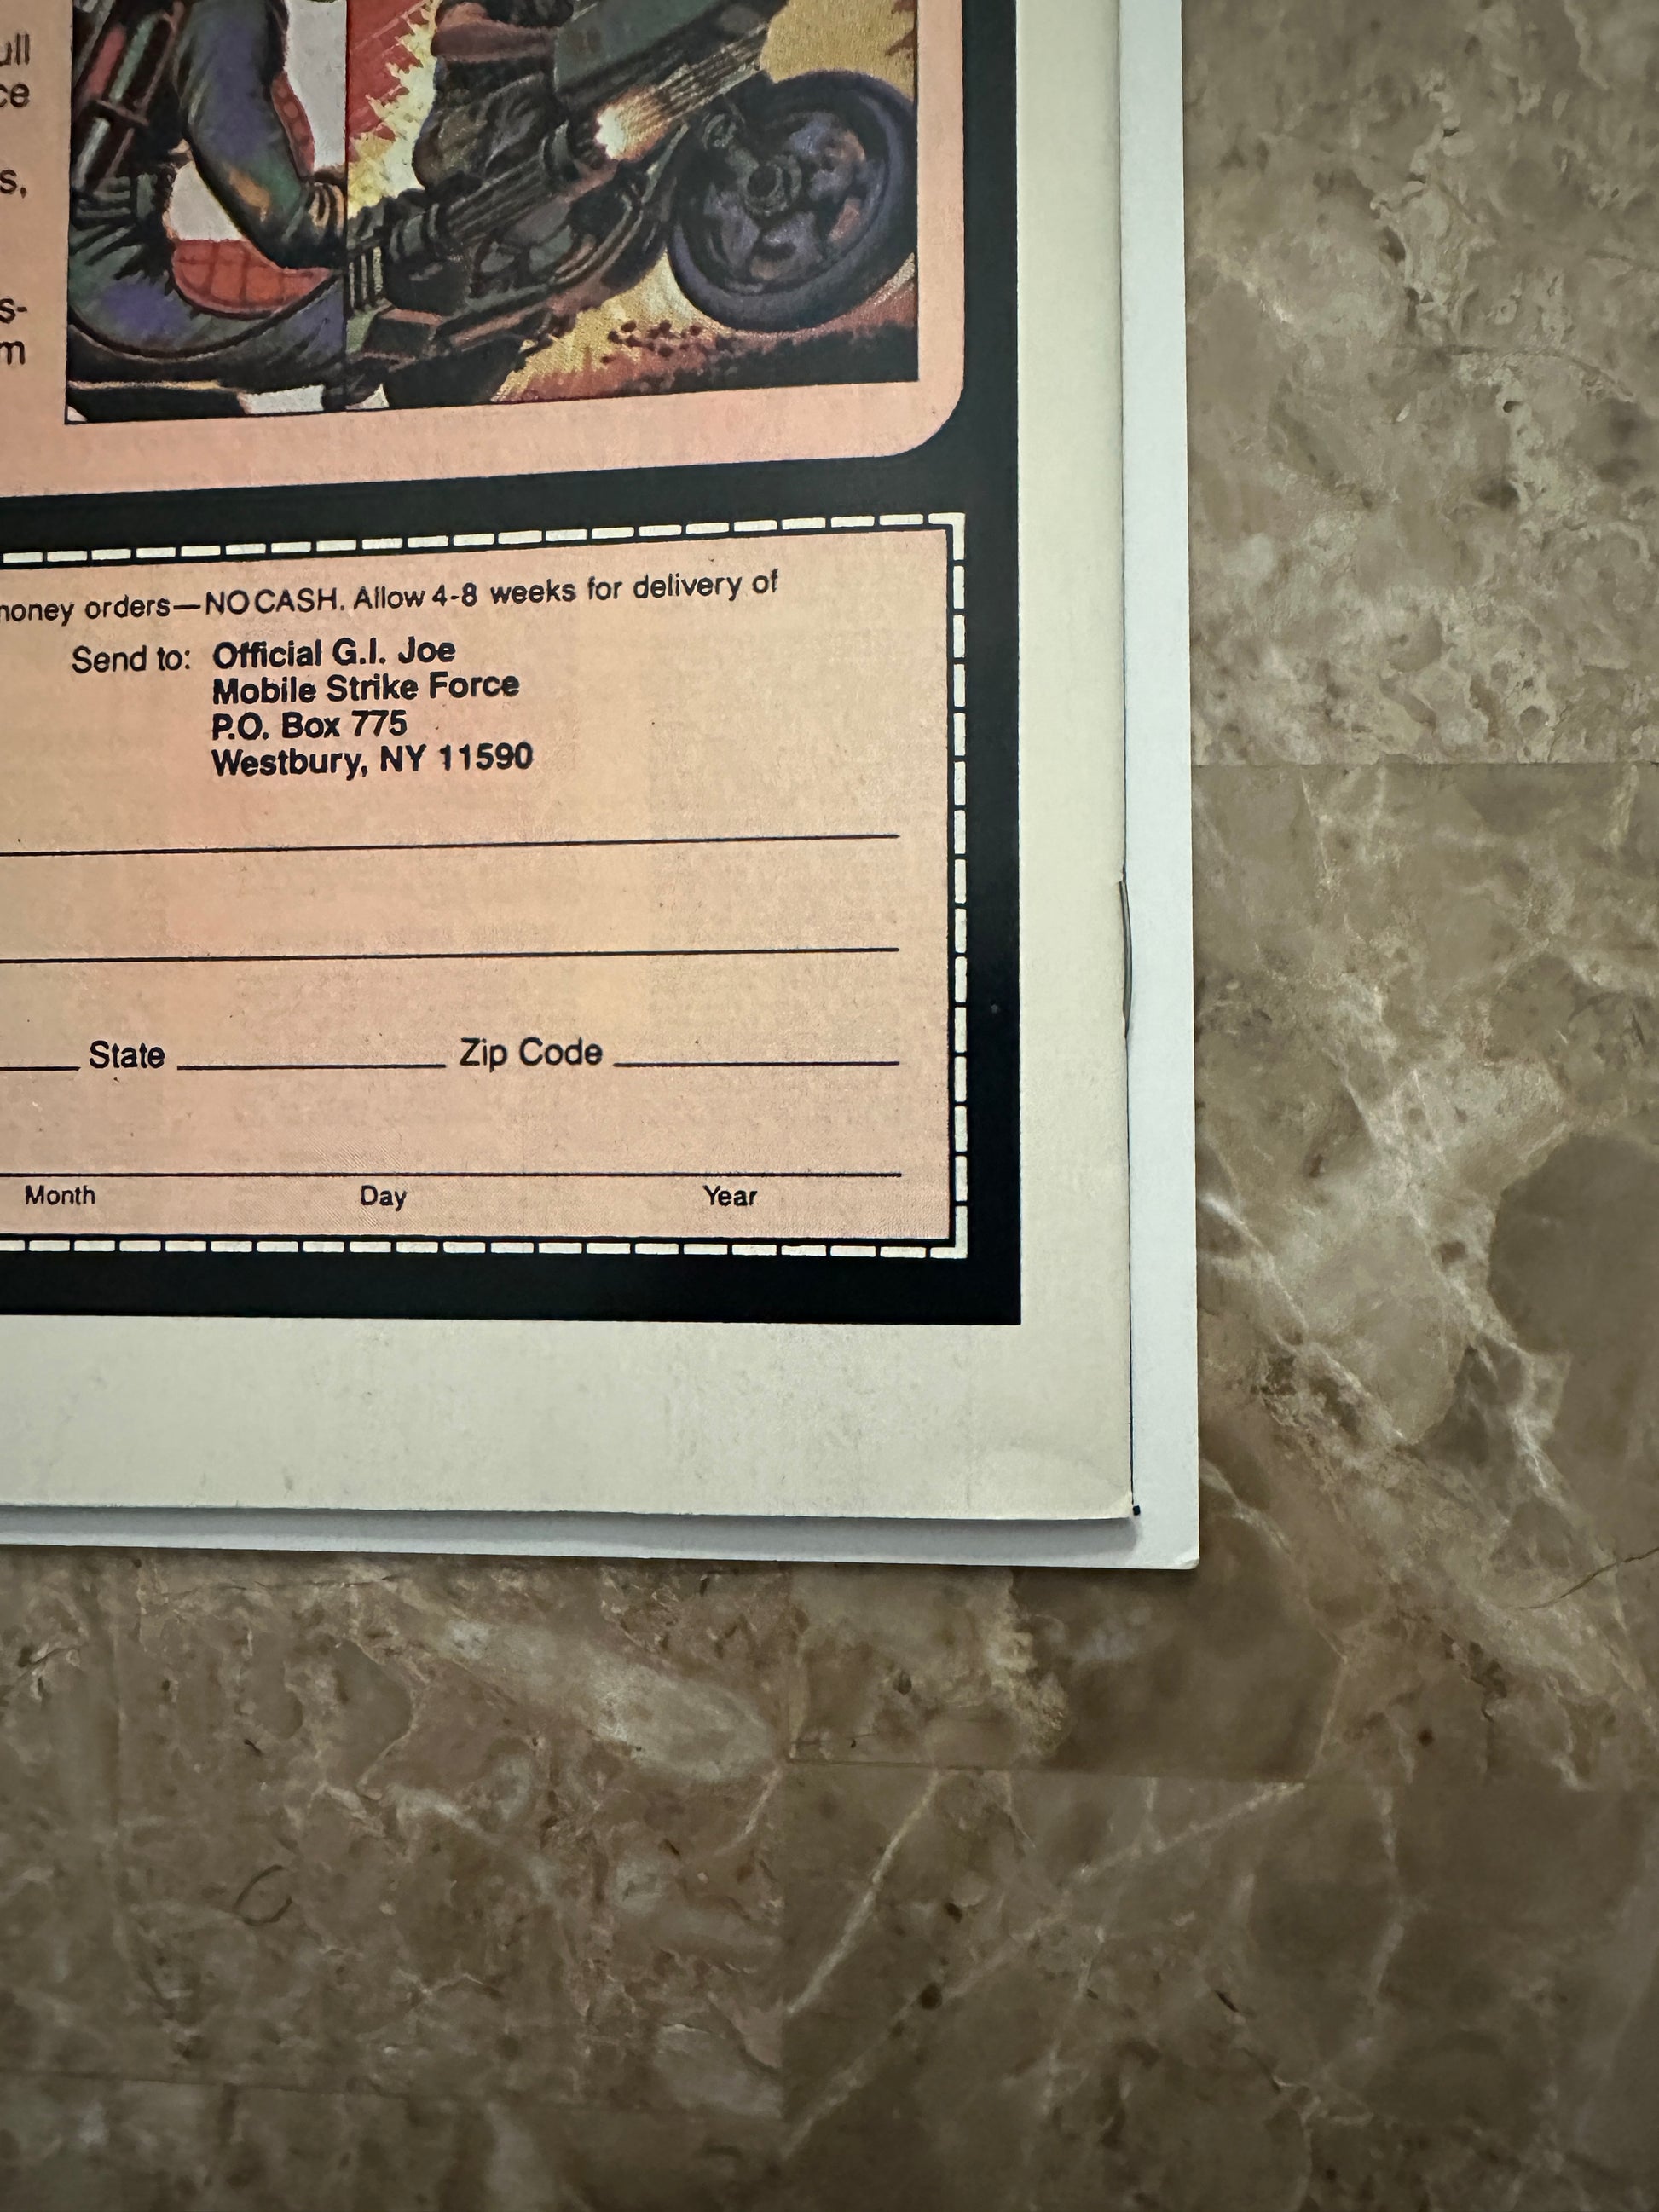 s,
s-
money orders—NO CASH. Allow 4-8 weeks for delivery of
Send to: Official G.I. Joe
Mobile Strike Force
P.O. Box 775
Westbury, NY 11590
State Zip Code
Month Day Year